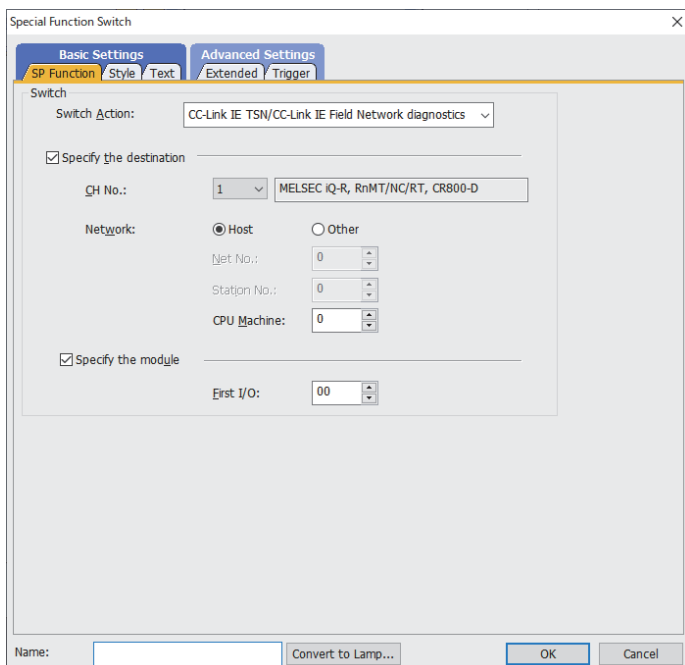 Special Function Switch
Basic Settings Advanced Settings
SP Function Style Text Extended Trigger
Switch
Switch Action: CC-Link IE TSN/CC-Link IE Field Network diagnostics
Specify the destination
CH No.: 1 MELSEC iQ-R, RnMT/NC/RT, CR800-D
Network: Host Other
Net No.: 0
Station No.: 0
CPU Machine: 0
Specify the module
First I/O: 00
Name: Convert to Lamp... OK Cancel